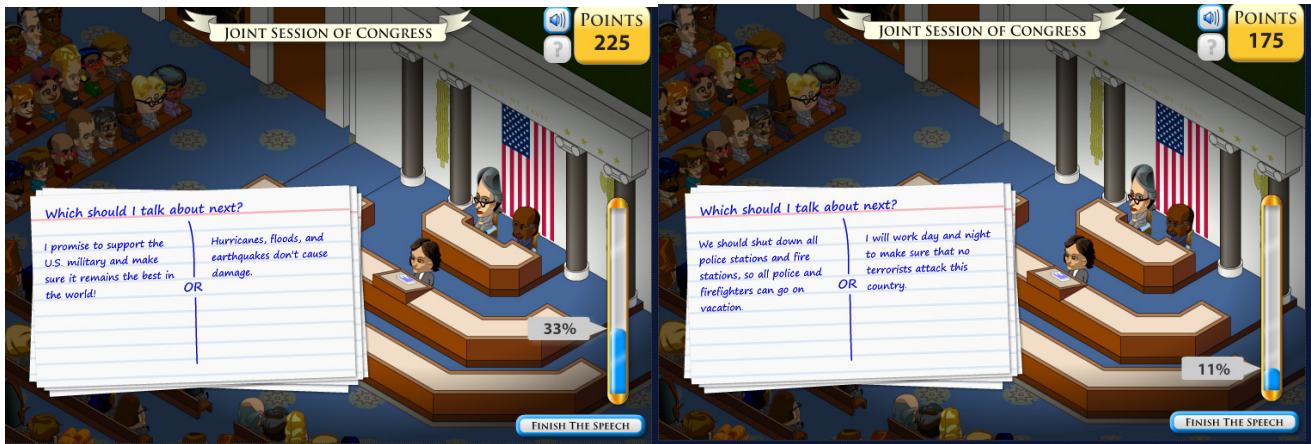 JOINT SESSION OF CONGRESS
?
POINTS
225
Which should I talk about next?
I promise to support the
U.S. military and make
sure it remains the best in
the world!
OR
Hurricanes, floods, and
earthquakes don't cause
damage.
33%
FINISH THE SPEECH
JOINT SESSION OF CONGRESS
?
POINTS
175
Which should I talk about next?
We should shut down all
police stations and fire
stations, so all police and
firefighters can go on
vacation.
OR
I will work day and night
to make sure that no
terrorists attack this
country.
11%
FINISH THE SPEECH